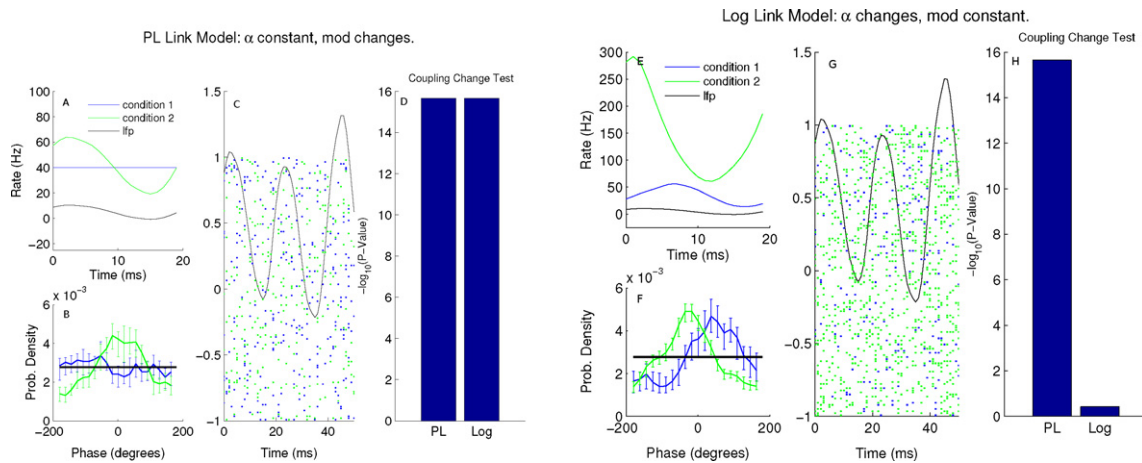 PL Link Model: α constant, mod changes.
A
condition 1
condition 2
lfp
100
80
60
40
20
0
−20
Rate (Hz)
0
10
20
Time (ms)
x 10⁻³
B
6
4
2
0
Prob. Density
−200
0
200
Phase (degrees)
C
1.5
1
0.5
0
−0.5
−1
0
20
40
Time (ms)
Coupling Change Test
D
16
14
12
10
8
6
4
2
0
−log₁₀(P−Value)
PL
Log
Log Link Model: α changes, mod constant.
E
condition 1
condition 2
lfp
300
250
200
150
100
50
0
Rate (Hz)
0
10
20
Time (ms)
x 10⁻³
F
6
4
2
0
Prob. Density
−200
0
200
Phase (degrees)
G
1.5
1
0.5
0
−0.5
−1
0
20
40
Time (ms)
Coupling Change Test
H
16
14
12
10
8
6
4
2
0
−log₁₀(P−Value)
PL
Log